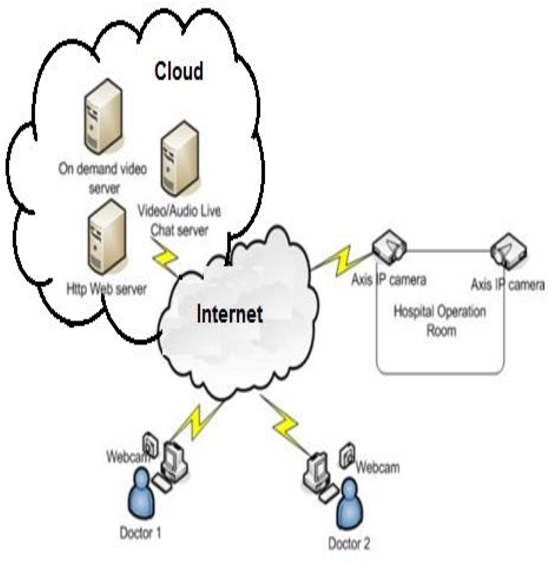 Cloud
On demand video
server
Video/Audio Live
Chat server
Http Web server
Internet
Axis IP camera
Axis IP camera
Hospital Operation
Room
Webcam
Doctor 1
Webcam
Doctor 2